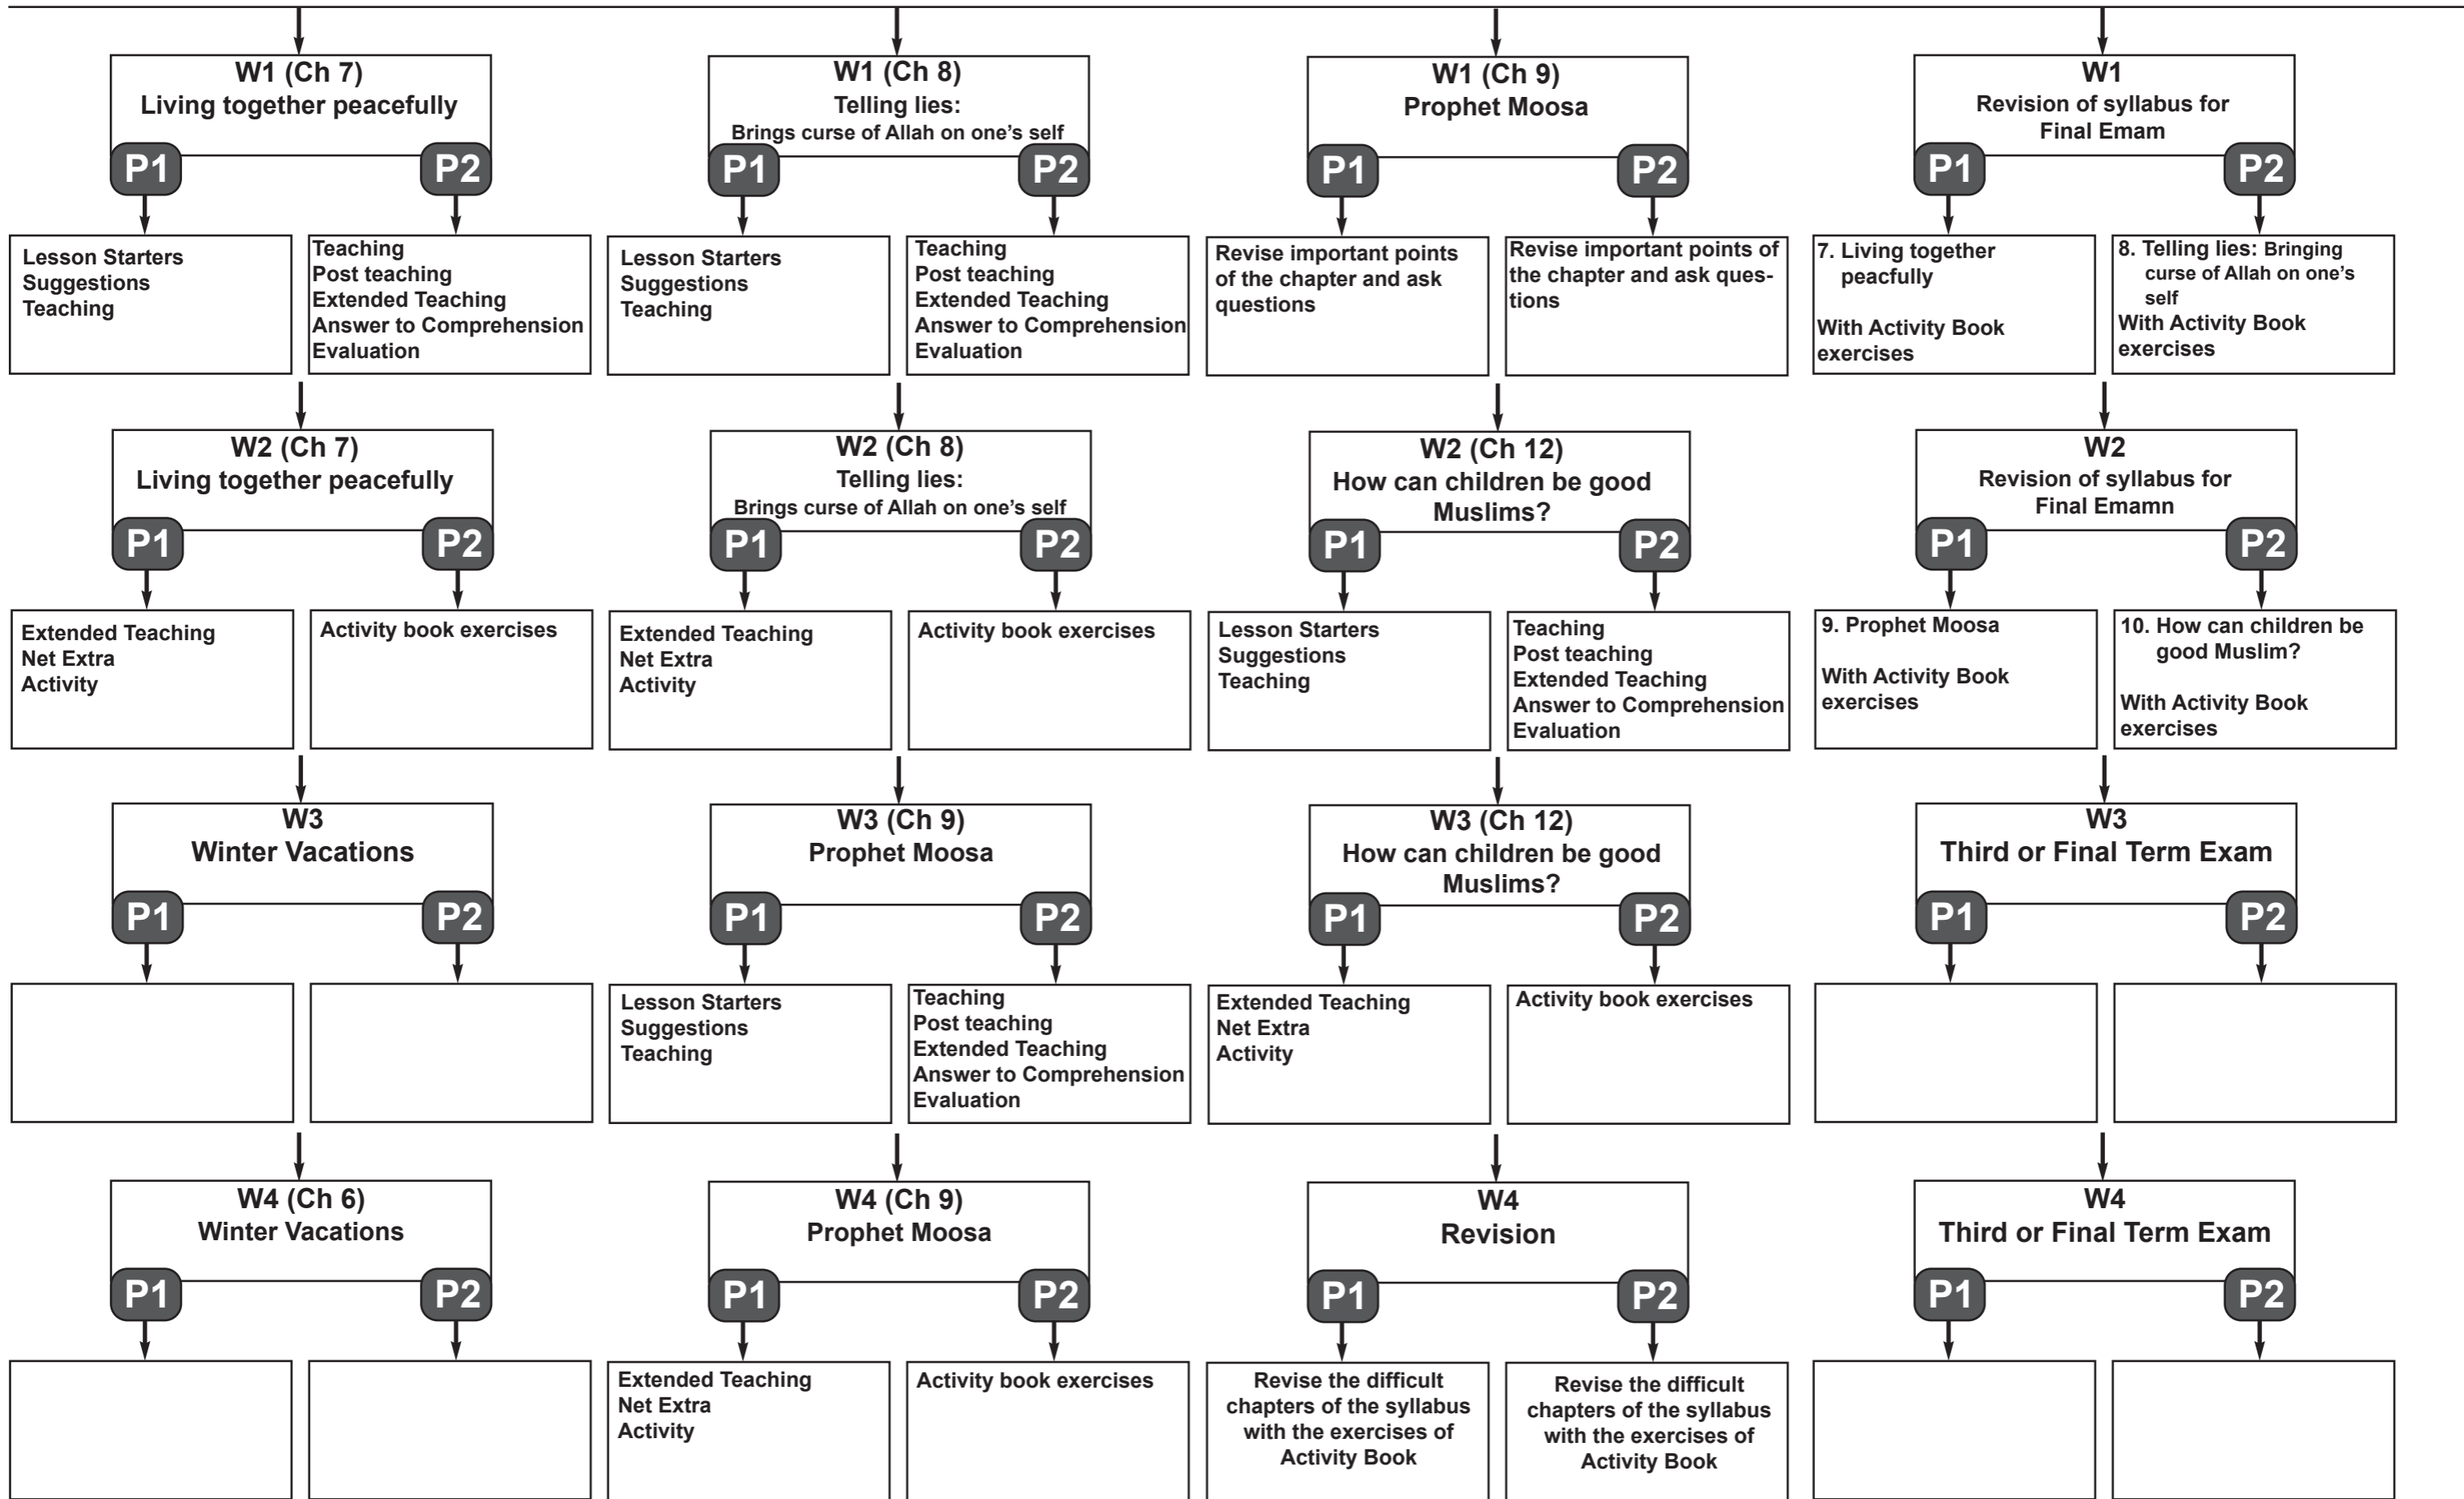 W1 (Ch 7)
Living together peacefully
P1
P2
Lesson Starters
Suggestions
Teaching
Teaching
Post teaching
Extended Teaching
Answer to Comprehension
Evaluation
W2 (Ch 7)
Living together peacefully
P1
P2
Extended Teaching
Net Extra
Activity
Activity book exercises
W3
Winter Vacations
P1
P2
W4 (Ch 6)
Winter Vacations
P1
P2
W1 (Ch 8)
Telling lies:
Brings curse of Allah on one’s self
P1
P2
Lesson Starters
Suggestions
Teaching
Teaching
Post teaching
Extended Teaching
Answer to Comprehension
Evaluation
W2 (Ch 8)
Telling lies:
Brings curse of Allah on one’s self
P1
P2
Extended Teaching
Net Extra
Activity
Activity book exercises
W3 (Ch 9)
Prophet Moosa
P1
P2
Lesson Starters
Suggestions
Teaching
Teaching
Post teaching
Extended Teaching
Answer to Comprehension
Evaluation
W4 (Ch 9)
Prophet Moosa
P1
P2
Extended Teaching
Net Extra
Activity
Activity book exercises
W1 (Ch 9)
Prophet Moosa
P1
P2
Revise important points
of the chapter and ask
questions
Revise important points of
the chapter and ask ques-
tions
W2 (Ch 12)
How can children be good
Muslims?
P1
P2
Lesson Starters
Suggestions
Teaching
Teaching
Post teaching
Extended Teaching
Answer to Comprehension
Evaluation
W3 (Ch 12)
How can children be good
Muslims?
P1
P2
Extended Teaching
Net Extra
Activity
Activity book exercises
W4
Revision
P1
P2
Revise the difficult
chapters of the syllabus
with the exercises of
Activity Book
Revise the difficult
chapters of the syllabus
with the exercises of
Activity Book
W1
Revision of syllabus for
Final Emam
P1
P2
7. Living together
peacfully
With Activity Book
exercises
8. Telling lies: Bringing
curse of Allah on one’s
self
With Activity Book
exercises
W2
Revision of syllabus for
Final Emamn
P1
P2
9. Prophet Moosa
With Activity Book
exercises
10. How can children be
good Muslim?
With Activity Book
exercises
W3
Third or Final Term Exam
P1
P2
W4
Third or Final Term Exam
P1
P2